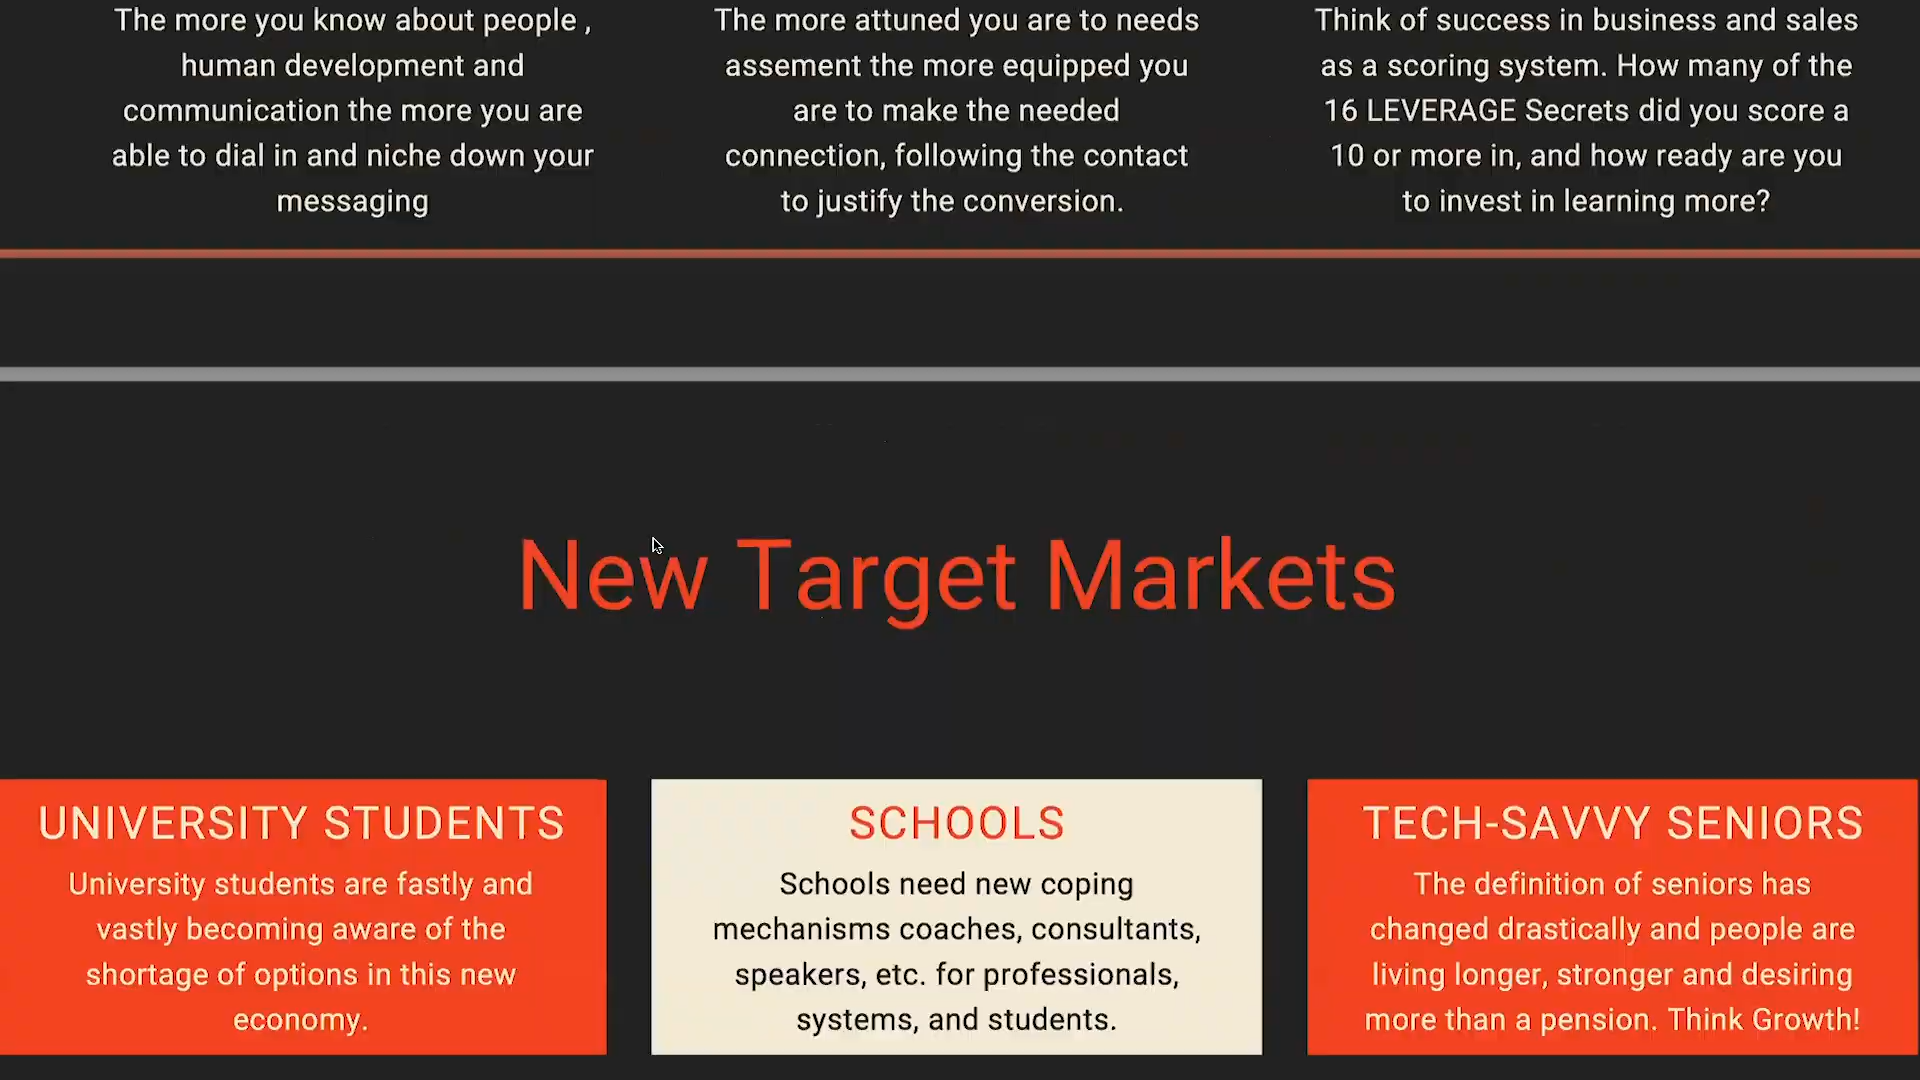 The more you know about people ,
human development and
communication the more you are
able to dial in and niche down your
messaging
The more attuned you are to needs
assement the more equipped you
are to make the needed
connection, following the contact
to justify the conversion.
Think of success in business and sales
as a scoring system. How many of the
16 LEVERAGE Secrets did you score a
10 or more in, and how ready are you
to invest in learning more?
New Target Markets
UNIVERSITY STUDENTS
University students are fastly and
vastly becoming aware of the
shortage of options in this new
economy.
SCHOOLS
Schools need new coping
mechanisms coaches, consultants,
speakers, etc. for professionals,
systems, and students.
TECH-SAVVY SENIORS
The definition of seniors has
changed drastically and people are
living longer, stronger and desiring
more than a pension. Think Growth!